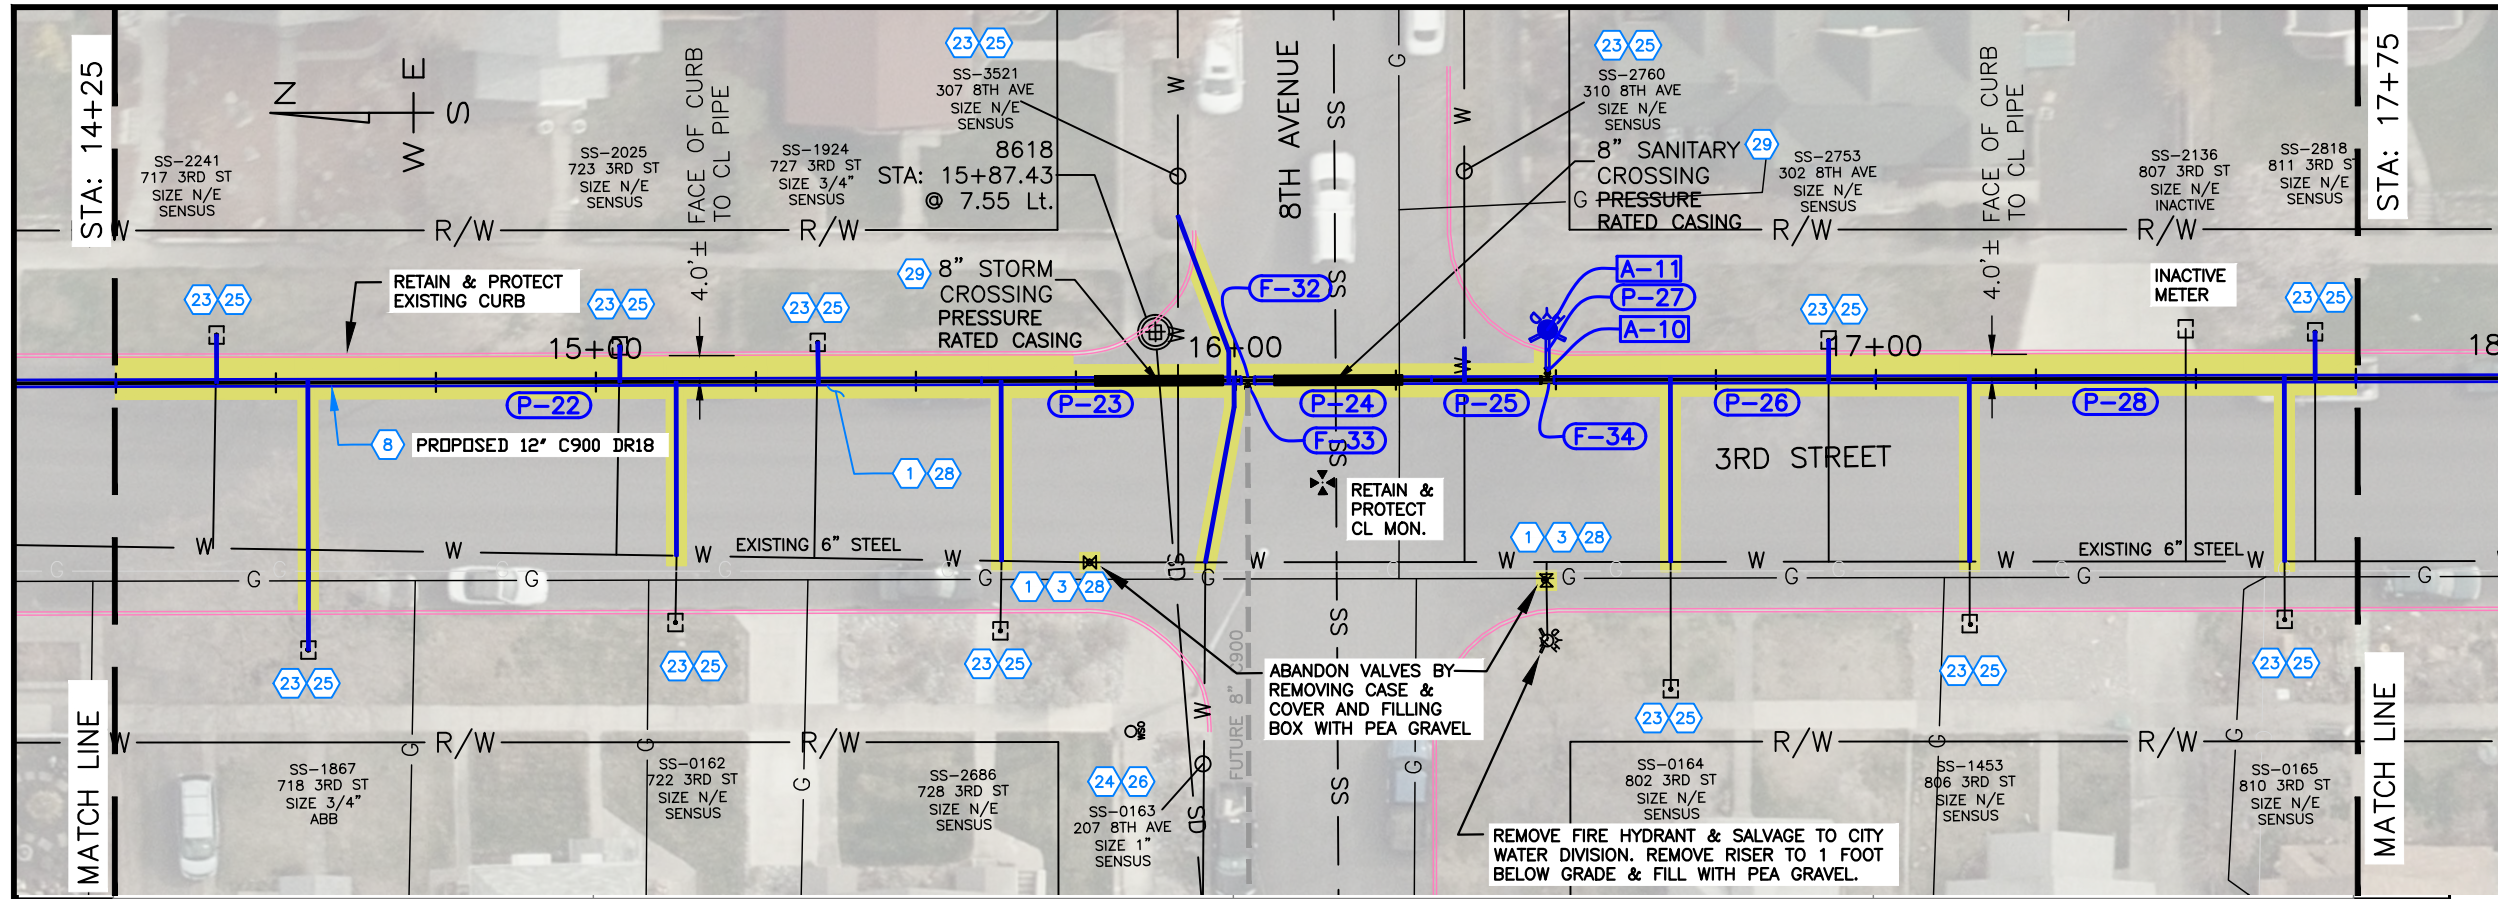 STA: 14+25
N
E
W
S
SS-2241
717 3RD ST
SIZE N/E
SENSUS
SS-2025
723 3RD ST
SIZE N/E
SENSUS
4.0'± FACE OF CURB
TO CL PIPE
SS-1924
727 3RD ST
SIZE 3/4"
SENSUS
23 25
SS-3521
307 8TH AVE
SIZE N/E
SENSUS
8618
STA: 15+87.43
@ 7.55 Lt.
W
8TH AVENUE
SS
G
W
23 25
SS-2760
310 8TH AVE
SIZE N/E
SENSUS
8" SANITARY
CROSSING
PRESSURE
RATED CASING
29
G
SS-2753
302 8TH AVE
SIZE N/E
SENSUS
4.0'± FACE OF CURB
TO CL PIPE
SS-2136
807 3RD ST
SIZE N/E
INACTIVE
SS-2818
811 3RD ST
SIZE N/E
SENSUS
STA: 17+75
W
R/W
R/W
R/W
R/W
RETAIN & PROTECT
EXISTING CURB
29
8" STORM
CROSSING
PRESSURE
RATED CASING
F-32
SS
A-11
P-27
A-10
INACTIVE
METER
23 25
23 25
23 25
23 25
23 25
15+00
W
16+00
W
17+00
18
P-22
P-23
P-24
P-25
P-26
P-28
F-33
F-34
8
PROPOSED 12" C900 DR18
1 28
SS
3RD STREET
RETAIN &
PROTECT
CL MON.
W
W
W
EXISTING 6" STEEL
W
SD
W
W
W
W
EXISTING 6" STEEL
W
1 3 28
G
G
G
G
G
G
G
G
G
G
G
1 3 28
SS
FUTURE 8" C900
23 25
23 25
23 25
23 25
23 25
23 25
ABANDON VALVES BY
REMOVING CASE &
COVER AND FILLING
BOX WITH PEA GRAVEL
MATCH LINE
W
R/W
R/W
G
G
G
WSO
W
SD
SS
G
R/W
R/W
G
G
MATCH LINE
SS-1867
718 3RD ST
SIZE 3/4"
ABB
SS-0162
722 3RD ST
SIZE N/E
SENSUS
SS-2686
728 3RD ST
SIZE N/E
SENSUS
24 26
SS-0163
207 8TH AVE
SIZE 1"
SENSUS
SS-0164
802 3RD ST
SIZE N/E
SENSUS
SS-1453
806 3RD ST
SIZE N/E
SENSUS
SS-0165
810 3RD ST
SIZE N/E
SENSUS
REMOVE FIRE HYDRANT & SALVAGE TO CITY
WATER DIVISION. REMOVE RISER TO 1 FOOT
BELOW GRADE & FILL WITH PEA GRAVEL.